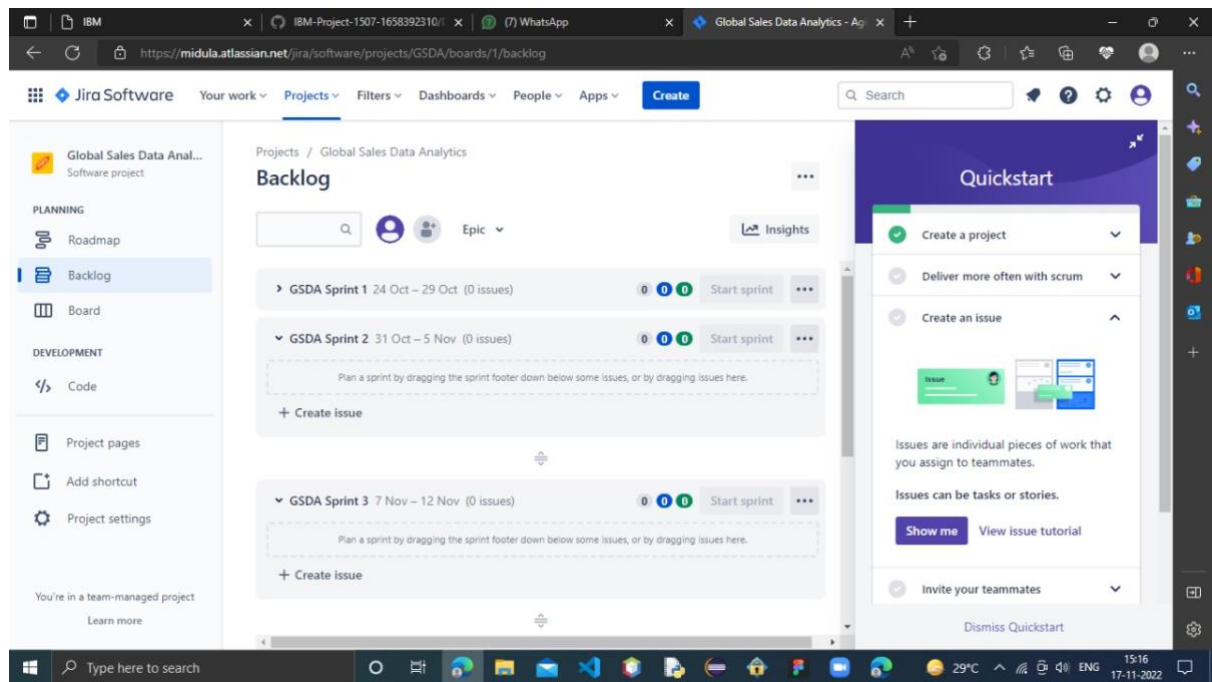 IBM
IBM-Project-1507-1658392310/
(7) WhatsApp
Global Sales Data Analytics - Ag
https://midula.atlassian.net/jira/software/projects/GSDA/boards/1/backlog
Jira Software
Your work
Projects
Filters
Dashboards
People
Apps
Create
Search
Global Sales Data Anal...
Software project
PLANNING
Roadmap
Backlog
Board
DEVELOPMENT
Code
Project pages
Add shortcut
Project settings
You're in a team-managed project
Learn more
Projects / Global Sales Data Analytics
Backlog
Epic
Insights
GSDA Sprint 1 24 Oct – 29 Oct (0 issues) 0 0 0 Start sprint
GSDA Sprint 2 31 Oct – 5 Nov (0 issues) 0 0 0 Start sprint
Plan a sprint by dragging the sprint footer down below some issues, or by dragging issues here.
+ Create issue
GSDA Sprint 3 7 Nov – 12 Nov (0 issues) 0 0 0 Start sprint
Plan a sprint by dragging the sprint footer down below some issues, or by dragging issues here.
+ Create issue
Quickstart
Create a project
Deliver more often with scrum
Create an issue
Issue
Issues are individual pieces of work that
you assign to teammates.
Issues can be tasks or stories.
Show me View issue tutorial
Invite your teammates
Dismiss Quickstart
Type here to search
29°C
ENG
15:16
17-11-2022